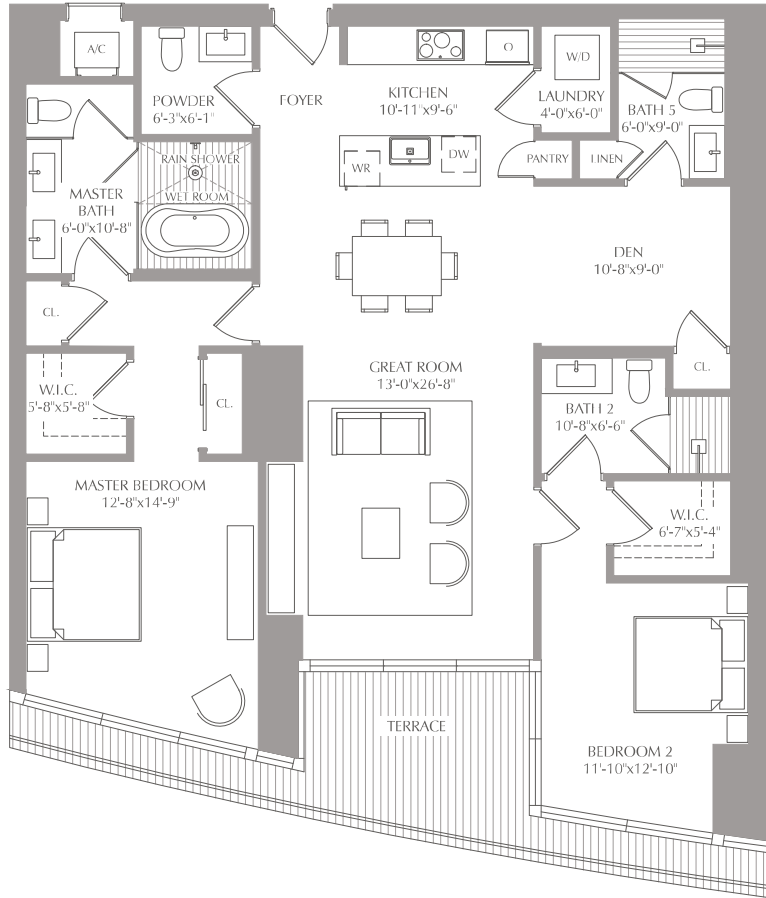 A/C
O
W/D
POWDER
6'-3"x6'-1"
FOYER
KITCHEN
10'-11"x9'-6"
LAUNDRY
4'-0"x6'-0"
BATH 5
6'-0"x9'-0"
WR
DW
PANTRY
LINEN
RAIN SHOWER
WET ROOM
MASTER
BATH
6'-0"x10'-8"
DEN
10'-8"x9'-0"
CL.
GREAT ROOM
13'-0"x26'-8"
CL.
W.I.C.
5'-8"x5'-8"
CL.
BATH 2
10'-8"x6'-6"
MASTER BEDROOM
12'-8"x14'-9"
W.I.C.
6'-7"x5'-4"
TERRACE
BEDROOM 2
11'-10"x12'-10"